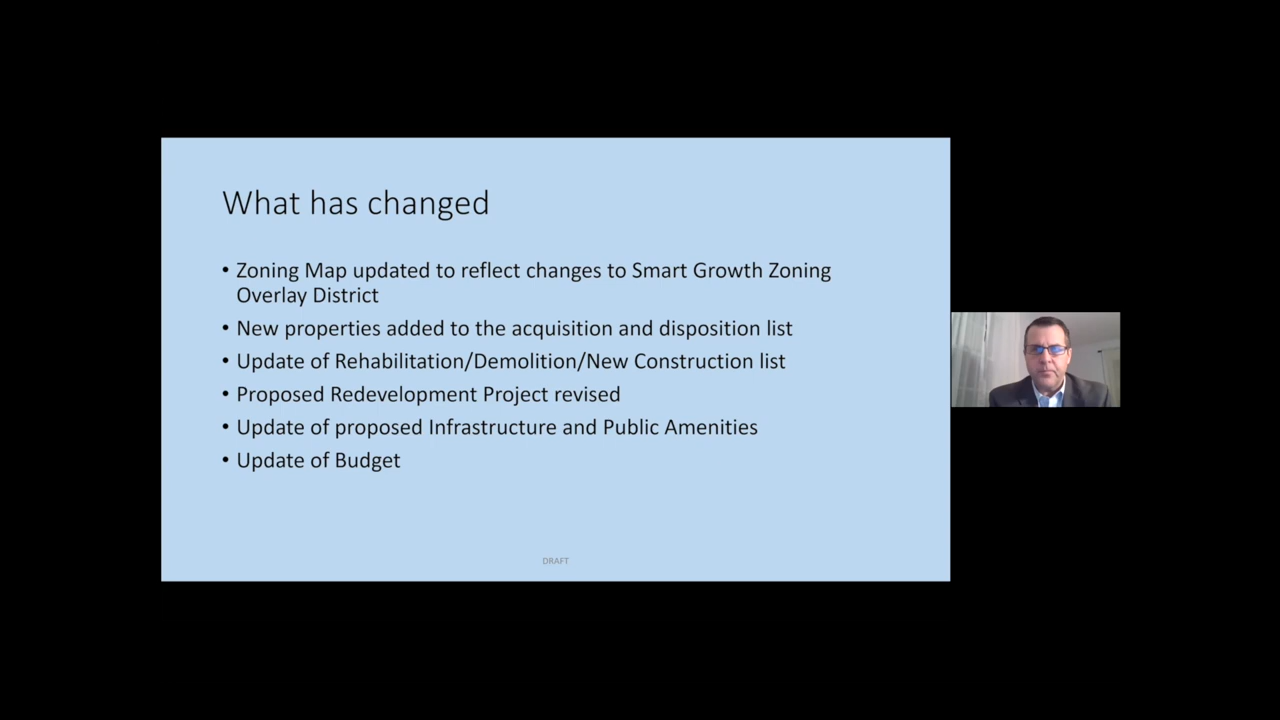 What has changed
• Zoning Map updated to reflect changes to Smart Growth Zoning
Overlay District
• New properties added to the acquisition and disposition list
• Update of Rehabilitation/Demolition/New Construction list
• Proposed Redevelopment Project revised
• Update of proposed Infrastructure and Public Amenities
• Update of Budget
DRAFT